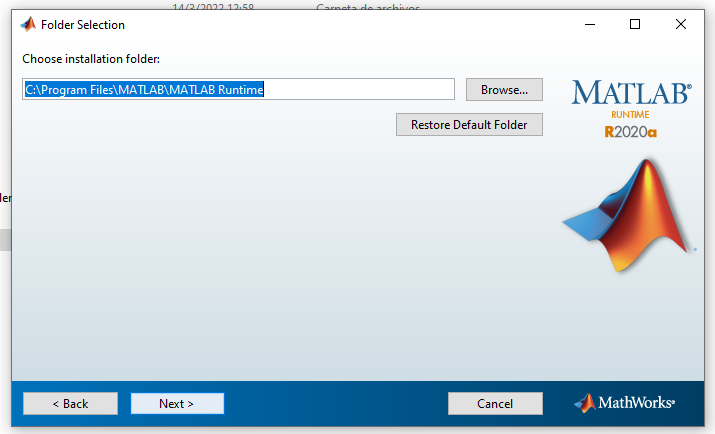 14/3/2022 12:58 Carpeta de archivos
Folder Selection
Choose installation folder:
C:\Program Files\MATLAB\MATLAB Runtime
Browse...
Restore Default Folder
MATLAB®
RUNTIME
R2020a
< Back
Next >
Cancel
MathWorks®